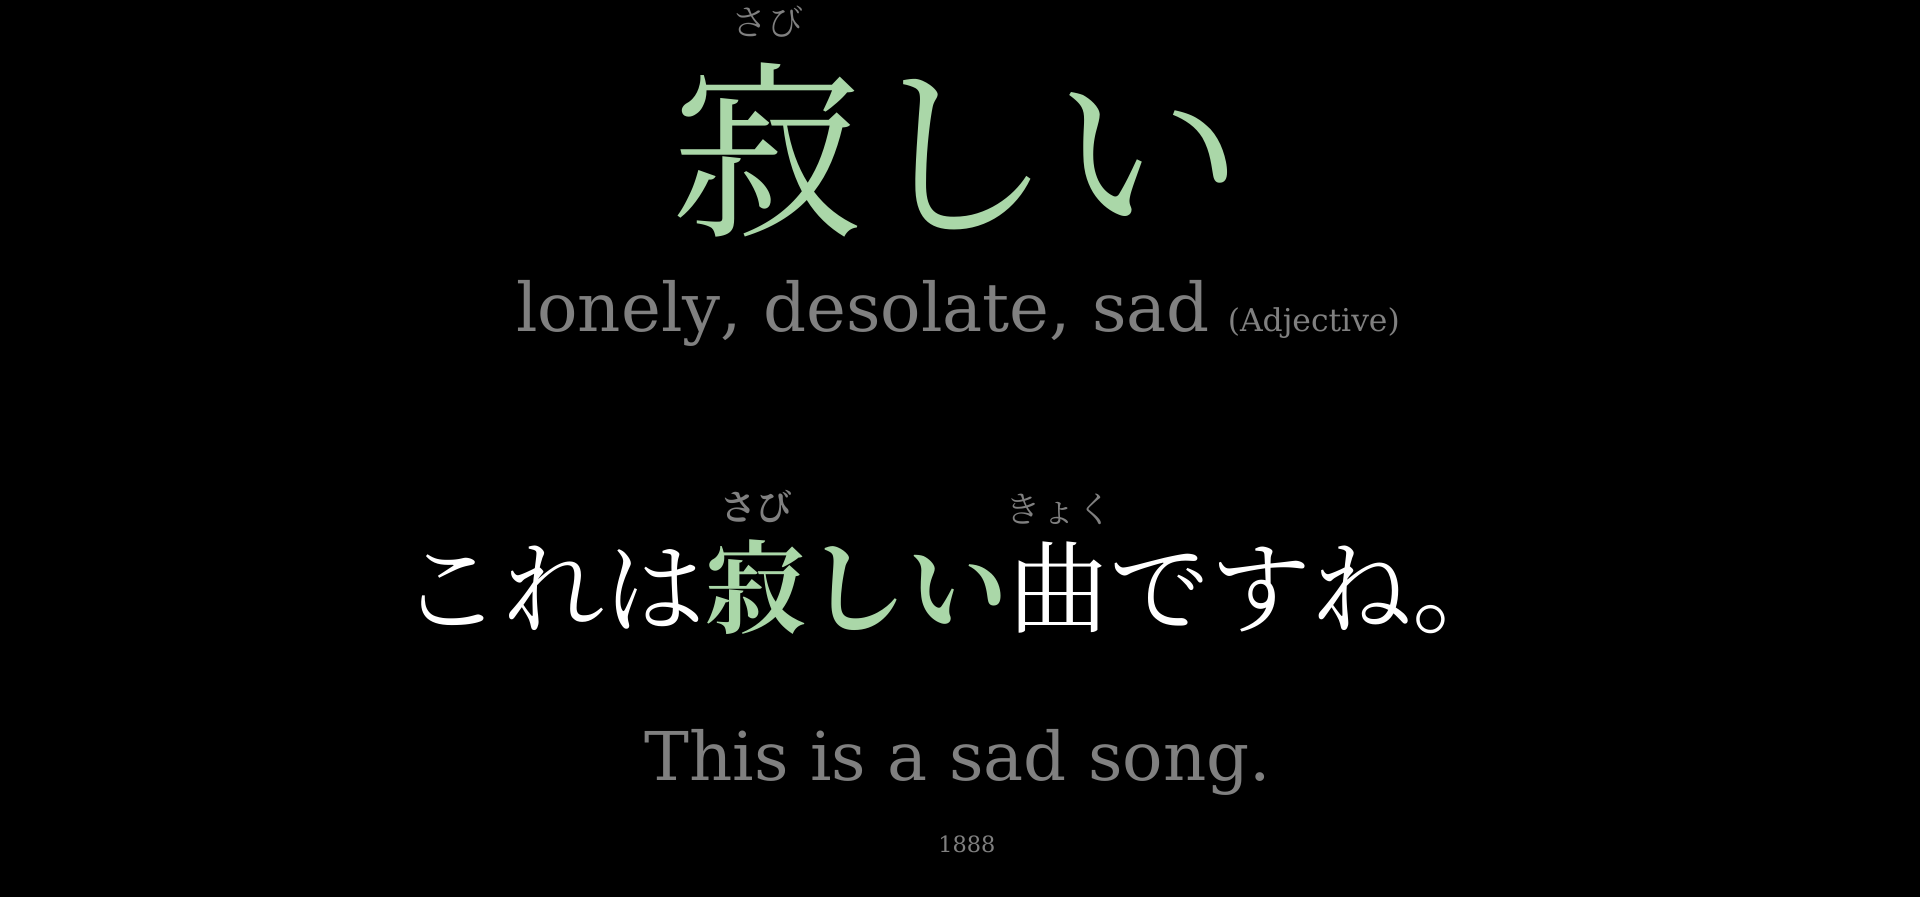 さび
寂しい
lonely, desolate, sad (Adjective)
さび きょく
これは寂しい曲ですね。
This is a sad song.
1888